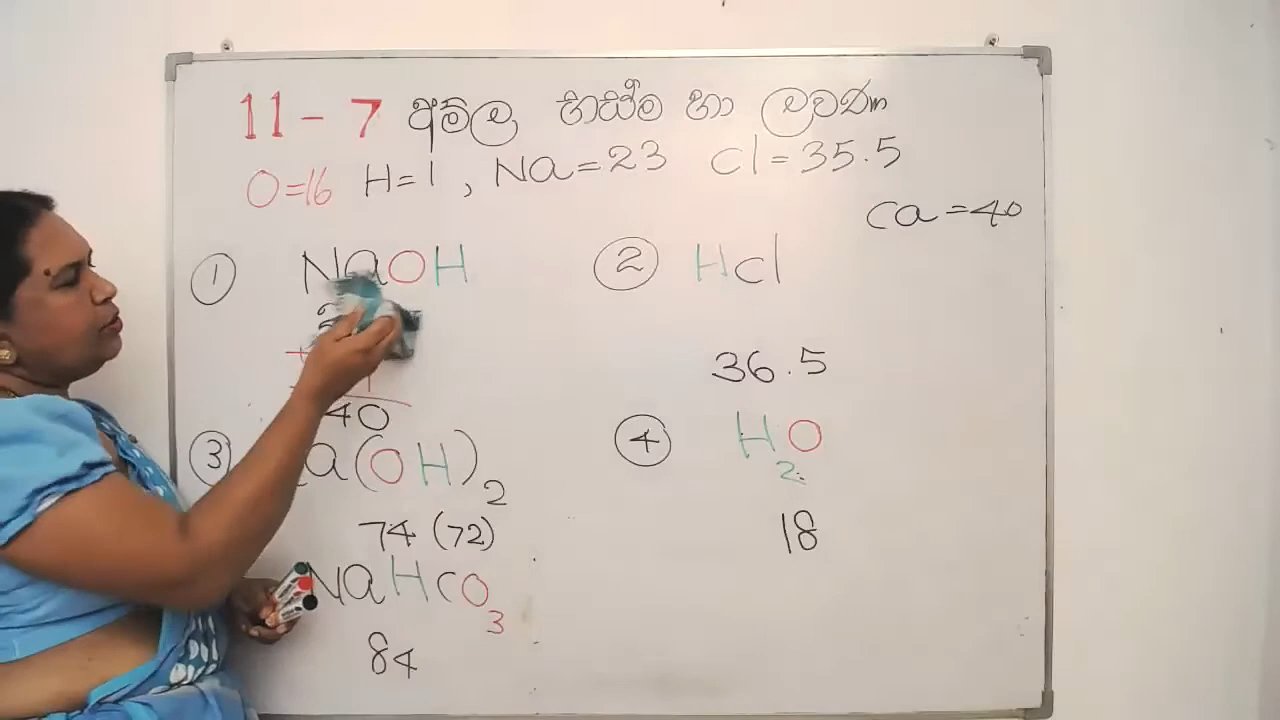 11 - 7 අම්ල භස්ම හා ලවණ
O=16 H=1 , Na=23 Cl=35.5
Ca=40
① NaOH
40
② HCl
36.5
③ a(OH)2
74 (72)
④ H2O
18
NaHCO3
84